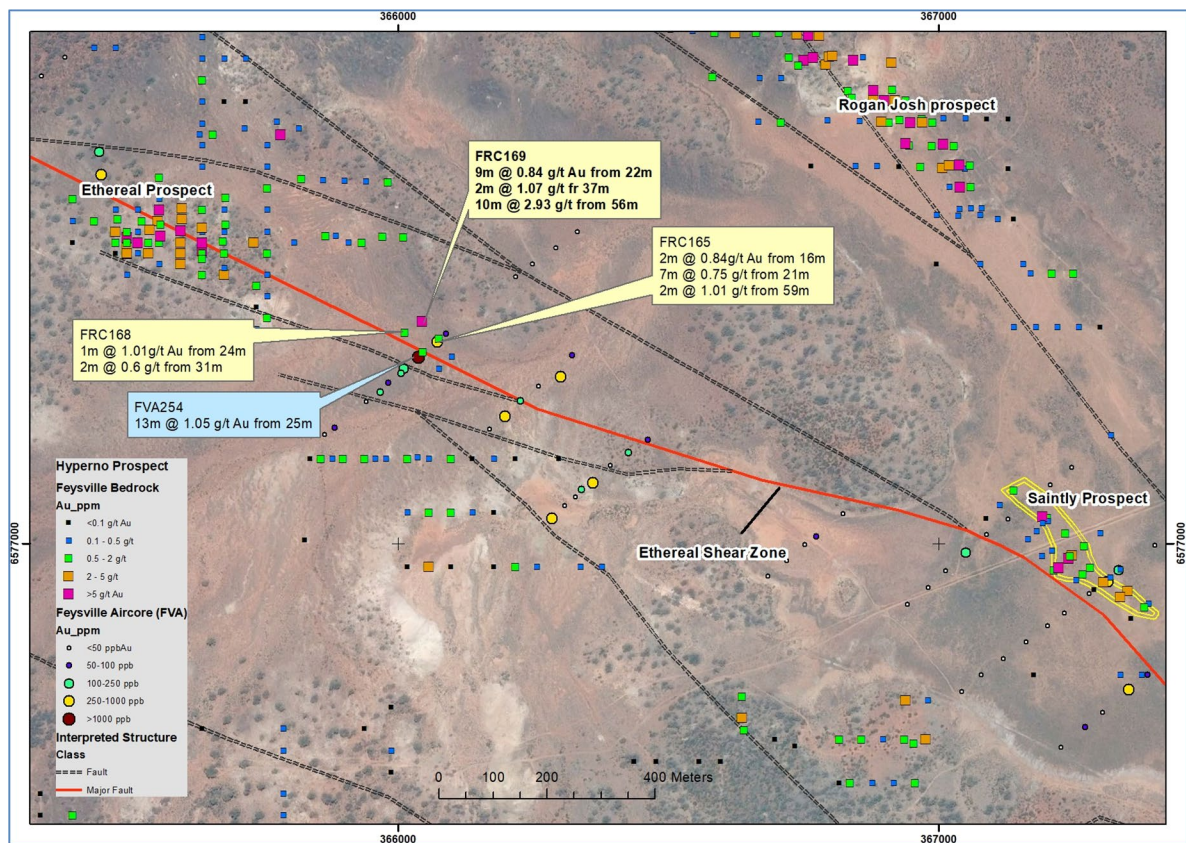 366000
367000
Rogan Josh prospect
FRC169
9m @ 0.84 g/t Au from 22m
2m @ 1.07 g/t fr 37m
10m @ 2.93 g/t from 56m
Ethereal Prospect
FRC165
2m @ 0.84g/t Au from 16m
7m @ 0.75 g/t from 21m
2m @ 1.01 g/t from 59m
FRC168
1m @ 1.01g/t Au from 24m
2m @ 0.6 g/t from 31m
FVA254
13m @ 1.05 g/t Au from 25m
Saintly Prospect
Ethereal Shear Zone
6577000
6577000
Hyperno Prospect
Feysville Bedrock
Au_ppm
<0.1 g/t Au
0.1 - 0.5 g/t
0.5 - 2 g/t
2 - 5 g/t
>5 g/t Au
Feysville Aircore (FVA)
Au_ppm
<50 ppbAu
50-100 ppb
100-250 ppb
250-1000 ppb
>1000 ppb
Interpreted Structure
Class
Fault
Major Fault
0 100 200 400 Meters
366000
367000